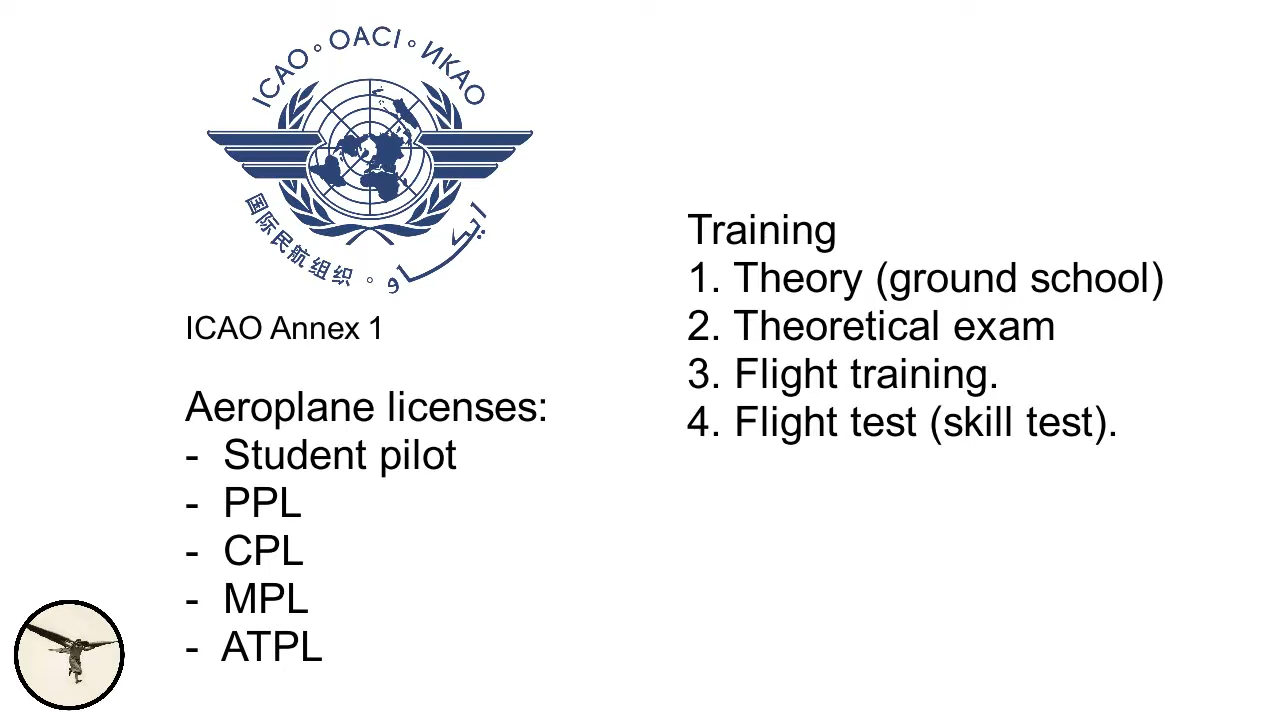 ICAO ° OACI ° ИКАО
国际民航组织 ° ايكاو
ICAO Annex 1
Aeroplane licenses:
- Student pilot
- PPL
- CPL
- MPL
- ATPL
Training
1. Theory (ground school)
2. Theoretical exam
3. Flight training.
4. Flight test (skill test).